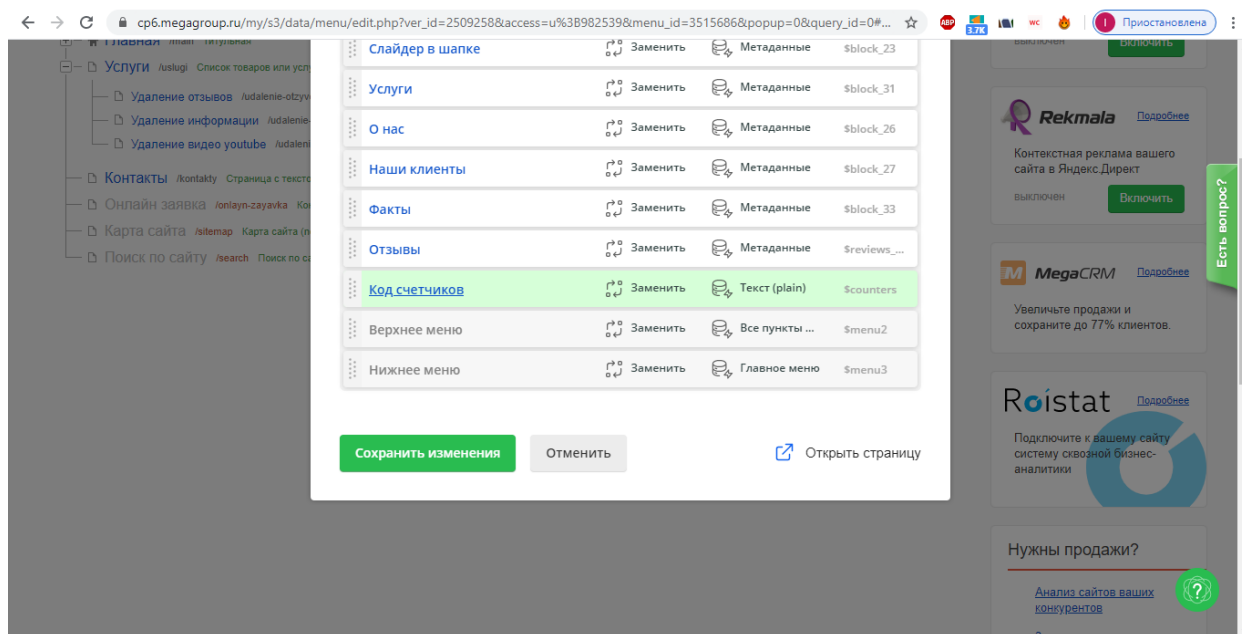 cp6.megagroup.ru/my/s3/data/menu/edit.php?ver_id=2509258&access=u%3B982539&menu_id=3515686&popup=0&query_id=0#...
ABP
3.7K
WC
I
Приостановлена
Главная /main Титульная
Услуги /uslugi Список товаров или усл
Удаление отзывов /udalenie-otzyv
Удаление информации /udalenie-
Удаление видео youtube /udaleni
Контакты /kontakty Страница с тексто
Онлайн заявка /onlayn-zayavka Ко
Карта сайта /sitemap Карта сайта (п
Поиск по сайту /search Поиск по са
Слайдер в шапке Заменить Метаданные $block_23
Услуги Заменить Метаданные $block_31
О нас Заменить Метаданные $block_26
Наши клиенты Заменить Метаданные $block_27
Факты Заменить Метаданные $block_33
Отзывы Заменить Метаданные $reviews_...
Код счетчиков Заменить Текст (plain) $counters
Верхнее меню Заменить Все пункты ... $menu2
Нижнее меню Заменить Главное меню $menu3
Сохранить изменения
Отменить
Открыть страницу
выключен
Включить
Rekmala Подробнее
Контекстная реклама вашего
сайта в Яндекс.Директ
выключен
Включить
Есть вопрос?
M MegaCRM Подробнее
Увеличьте продажи и
сохраните до 77% клиентов.
Roistat Подробнее
Подключите к вашему сайту
систему сквозной бизнес-
аналитики
Нужны продажи?
Анализ сайтов ваших
конкурентов
?